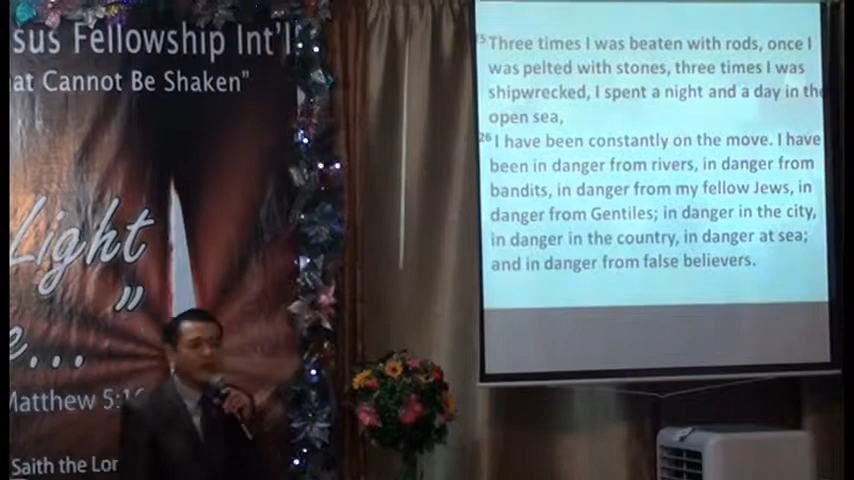 sus Fellowship Int'l
at Cannot Be Shaken"
Light
"
e...
Matthew 5:1
Saith the Lor
25 Three times I was beaten with rods, once I
was pelted with stones, three times I was
shipwrecked, I spent a night and a day in the
open sea,
26 I have been constantly on the move. I have
been in danger from rivers, in danger from
bandits, in danger from my fellow Jews, in
danger from Gentiles; in danger in the city,
in danger in the country, in danger at sea;
and in danger from false believers.